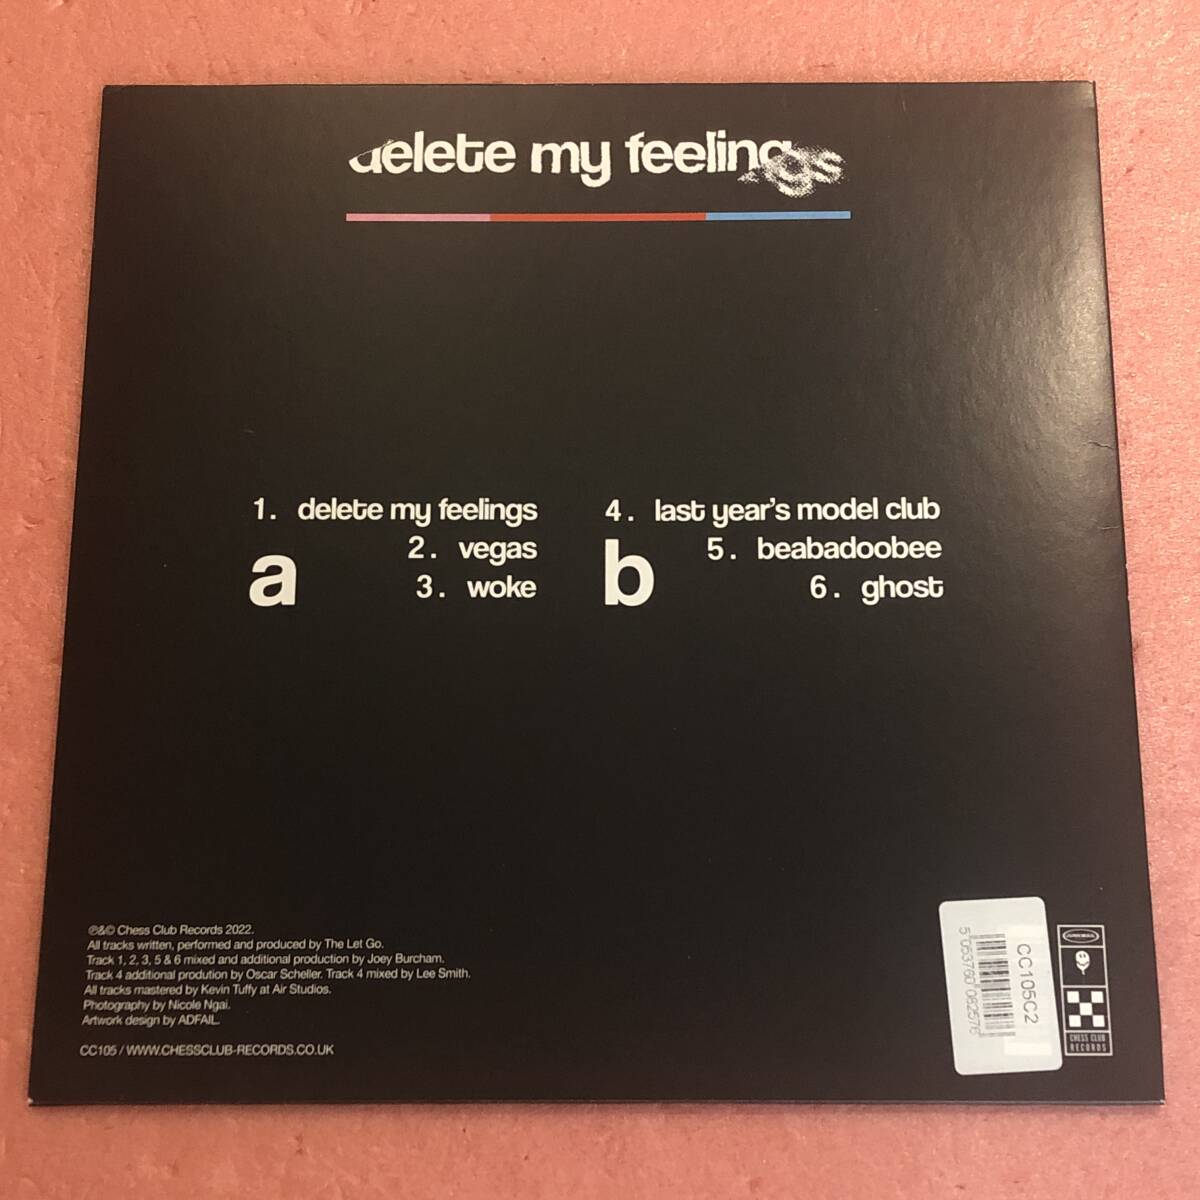 delete my feelings
1. delete my feelings
2. vegas
3. woke
a
4. last year's model club
5. beabadoobee
6. ghost
b
℗&© Chess Club Records 2022.
All tracks written, performed and produced by The Let Go.
Track 1, 2, 3, 5 & 6 mixed and additional production by Joey Burcham.
Track 4 additional prodution by Oscar Scheller. Track 4 mixed by Lee Smith.
All tracks mastered by Kevin Tuffy at Air Studios.
Photography by Nicole Ngai.
Artwork design by ADFAIL.
CC105 / WWW.CHESSCLUB-RECORDS.CO.UK
CC105C2
5 053760 082576
CHESS CLUB
RECORDS